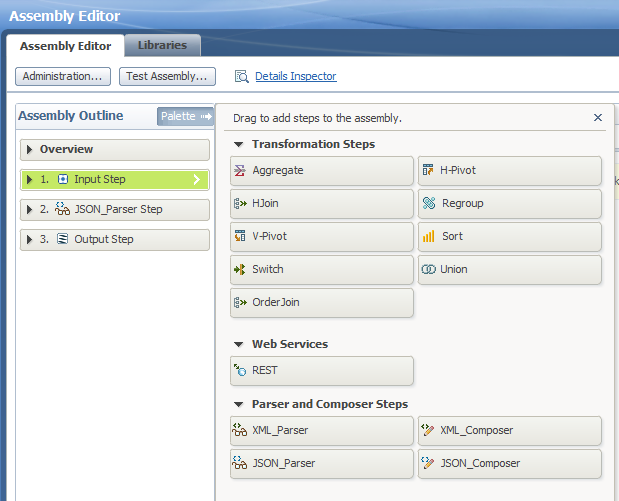 Assembly Editor
Assembly Editor Libraries
Administration... Test Assembly... Details Inspector
Assembly Outline Palette
Overview
1. Input Step
2. JSON_Parser Step
3. Output Step
Drag to add steps to the assembly.
Transformation Steps
Aggregate H-Pivot
HJoin Regroup
V-Pivot Sort
Switch Union
OrderJoin
Web Services
REST
Parser and Composer Steps
XML_Parser XML_Composer
JSON_Parser JSON_Composer